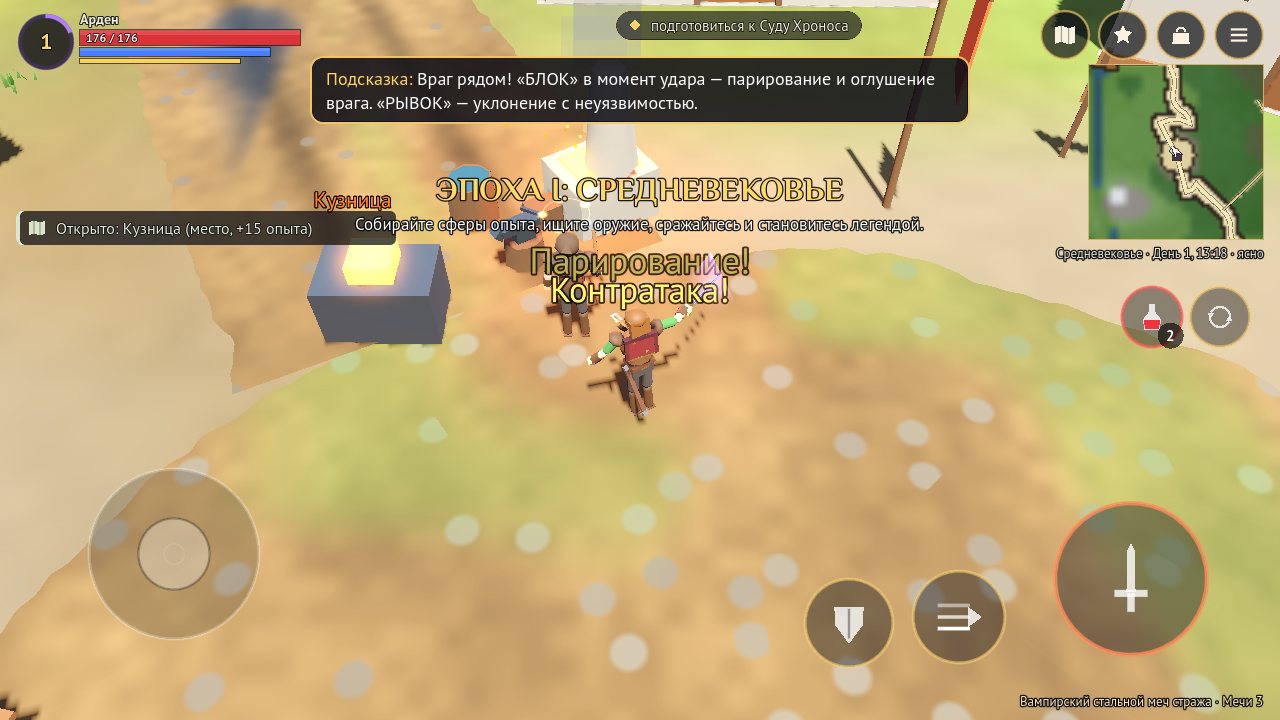 Арден
1
176 / 176
подготовиться к Суду Хроноса
Подсказка: Враг рядом! «БЛОК» в момент удара — парирование и оглушение
врага. «РЫВОК» — уклонение с неуязвимостью.
ЭПОХА I: СРЕДНЕВЕКОВЬЕ
Кузница
Открыто: Кузница (место, +15 опыта)
Собирайте сферы опыта, ищите оружие, сражайтесь и становитесь легендой.
Средневековье · День 1, 13:18 · ясно
Парирование!
Контратака!
2
Вампирский стальной меч стража · Мечи 3